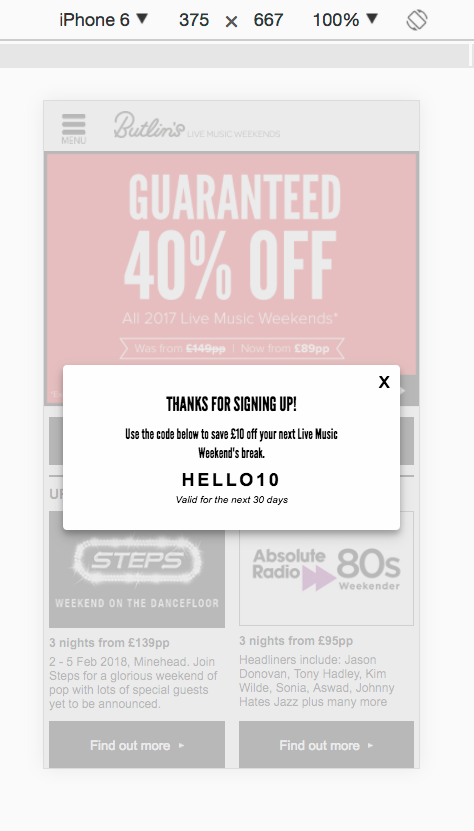 iPhone 6 ▼ 375 × 667 100% ▼
MENU
Butlin's LIVE MUSIC WEEKENDS
GUARANTEED
40% OFF
All 2017 Live Music Weekends*
Was from £149pp | Now from £89pp
X
THANKS FOR SIGNING UP!
Use the code below to save £10 off your next Live Music
Weekend's break.
HELLO10
Valid for the next 30 days
STEPS
WEEKEND ON THE DANCEFLOOR
3 nights from £139pp
2 - 5 Feb 2018, Minehead. Join
Steps for a glorious weekend of
pop with lots of special guests
yet to be announced.
Find out more ▸
Absolute
Radio 80s
Weekender
3 nights from £95pp
Headliners include: Jason
Donovan, Tony Hadley, Kim
Wilde, Sonia, Aswad, Johnny
Hates Jazz plus many more
Find out more ▸